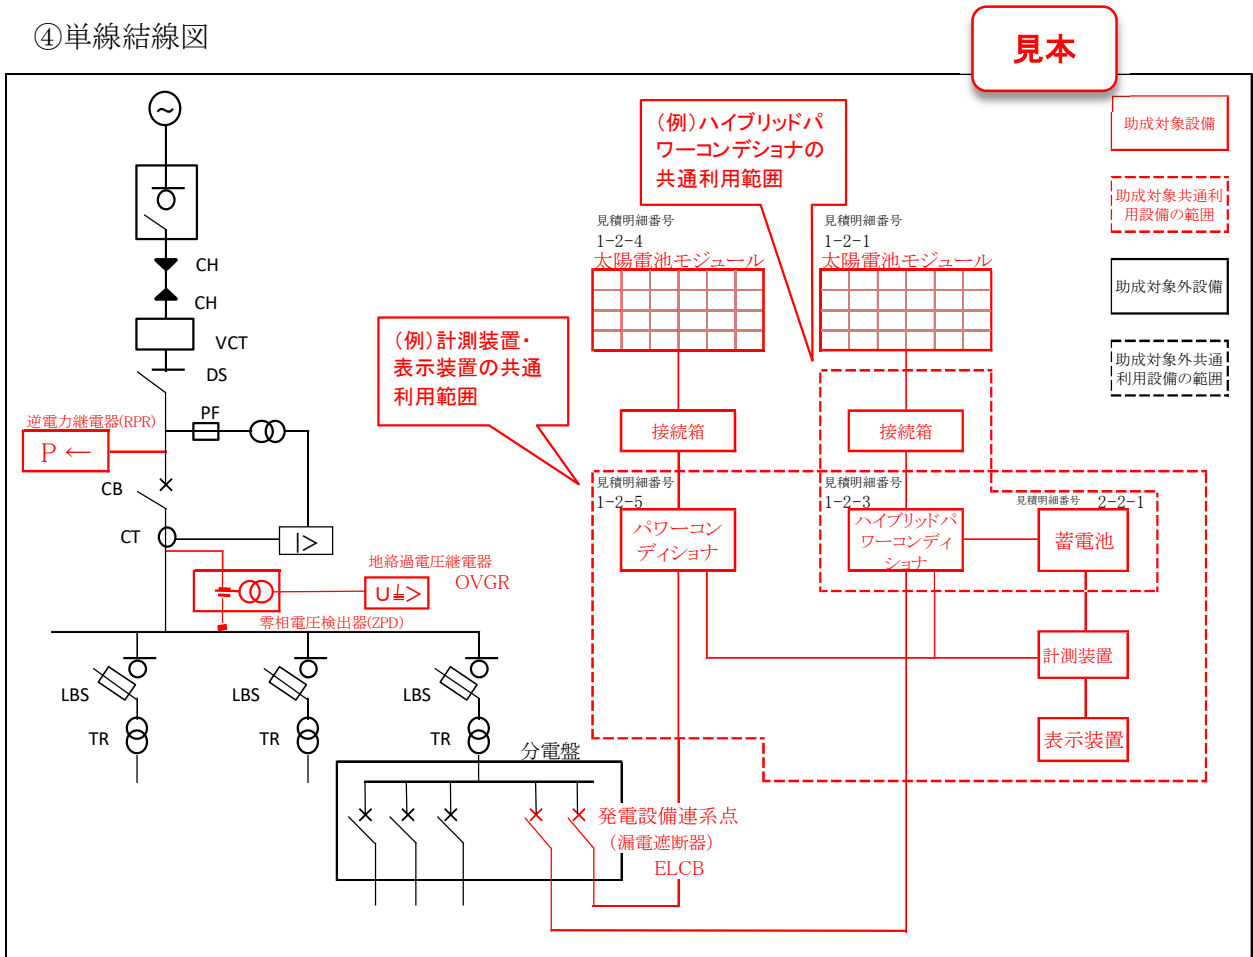 ④単線結線図
見本
助成対象設備
助成対象共通利
用設備の範囲
助成対象外設備
助成対象外共通
利用設備の範囲
(例)ハイブリッドパ
ワーコンデショナの
共通利用範囲
(例)計測装置・
表示装置の共通
利用範囲
見積明細番号
1-2-4
太陽電池モジュール
見積明細番号
1-2-1
太陽電池モジュール
接続箱
接続箱
見積明細番号
1-2-5
パワーコン
ディショナ
見積明細番号
1-2-3
ハイブリッドパ
ワーコンディ
ショナ
見積明細番号 2-2-1
蓄電池
計測装置
表示装置
~
CH
CH
VCT
DS
PF
逆電力継電器(RPR)
P ←
CB
CT
I>
地絡過電圧継電器
OVGR
U⏚>
零相電圧検出器(ZPD)
LBS
LBS
LBS
TR
TR
TR
分電盤
発電設備連系点
(漏電遮断器)
ELCB